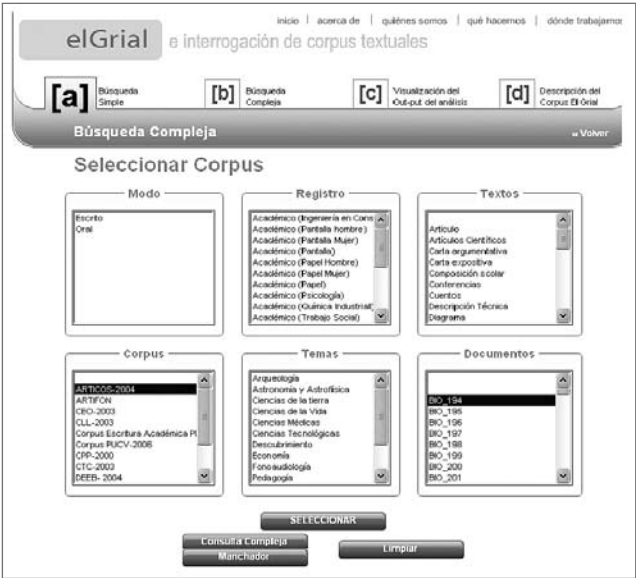 inicio | acerca de | quiénes somos | qué hacemos | dónde trabajamos
elGrial e interrogación de corpus textuales
[a] Búsqueda Simple [b] Búsqueda Compleja [c] Visualización del Out-put del análisis [d] Descripción del Corpus El Grial
Búsqueda Compleja « Volver
Seleccionar Corpus
Modo
Escrito
Oral
Registro
Académico (Ingeniería en Cons
Académico (Pantalla hombre)
Académico (Pantalla Mujer)
Académico (Pantalla)
Académico (Papel Hombre)
Académico (Papel Mujer)
Académico (Papel)
Académico (Psicología)
Académico (Química Industrial)
Académico (Trabajo Social)
Textos
Artículo
Artículos Científicos
Carta argumentativa
Carta expositiva
Composición scolar
Conferencias
Cuentos
Descripción Técnica
Diagrama
Corpus
ARTICOS-2004
ARTIFON
CEO-2003
CLL-2003
Corpus Escritura Académica PU
Corpus PUCV-2006
CPP-2000
CTC-2003
DEEB- 2004
Temas
Arqueología
Astronomía y Astrofísica
Ciencias de la tierra
Ciencias de la Vida
Ciencias Médicas
Ciencias Tecnológicas
Descubrimiento
Economía
Fonoaudiología
Pedagogía
Documentos
BIO_194
BIO_195
BIO_196
BIO_197
BIO_198
BIO_199
BIO_200
BIO_201
SELECCIONAR
Consulta Compleja
Manchador
Limpiar